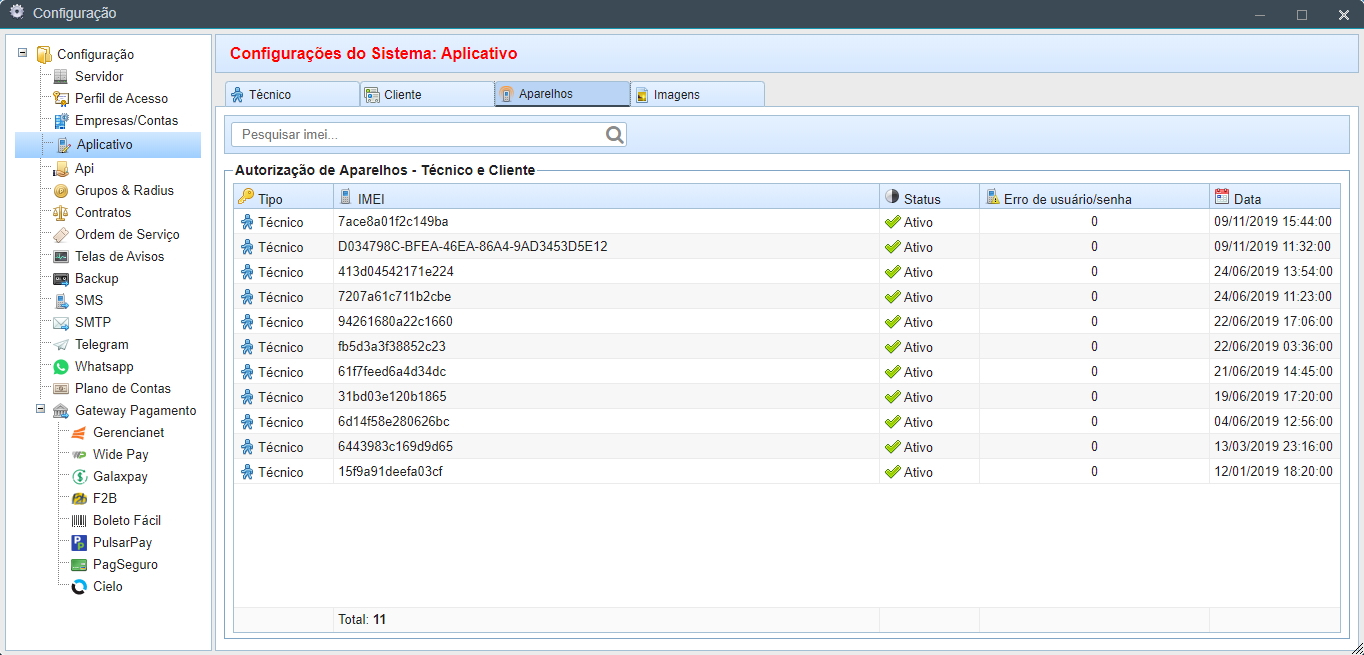 Configuração
Configuração
Servidor
Perfil de Acesso
Empresas/Contas
Aplicativo
Api
Grupos & Radius
Contratos
Ordem de Serviço
Telas de Avisos
Backup
SMS
SMTP
Telegram
Whatsapp
Plano de Contas
Gateway Pagamento
Gerencianet
Wide Pay
Galaxpay
F2B
Boleto Fácil
PulsarPay
PagSeguro
Cielo
Configurações do Sistema: Aplicativo
Técnico Cliente Aparelhos Imagens
Pesquisar imei...
Autorização de Aparelhos - Técnico e Cliente
Tipo IMEI Status Erro de usuário/senha Data
Técnico 7ace8a01f2c149ba Ativo 0 09/11/2019 15:44:00
Técnico D034798C-BFEA-46EA-86A4-9AD3453D5E12 Ativo 0 09/11/2019 11:32:00
Técnico 413d04542171e224 Ativo 0 24/06/2019 13:54:00
Técnico 7207a61c711b2cbe Ativo 0 24/06/2019 11:23:00
Técnico 94261680a22c1660 Ativo 0 22/06/2019 17:06:00
Técnico fb5d3a3f38852c23 Ativo 0 22/06/2019 03:36:00
Técnico 61f7feed6a4d34dc Ativo 0 21/06/2019 14:45:00
Técnico 31bd03e120b1865 Ativo 0 19/06/2019 17:20:00
Técnico 6d14f58e280626bc Ativo 0 04/06/2019 12:56:00
Técnico 6443983c169d9d65 Ativo 0 13/03/2019 23:16:00
Técnico 15f9a91deefa03cf Ativo 0 12/01/2019 18:20:00
Total: 11